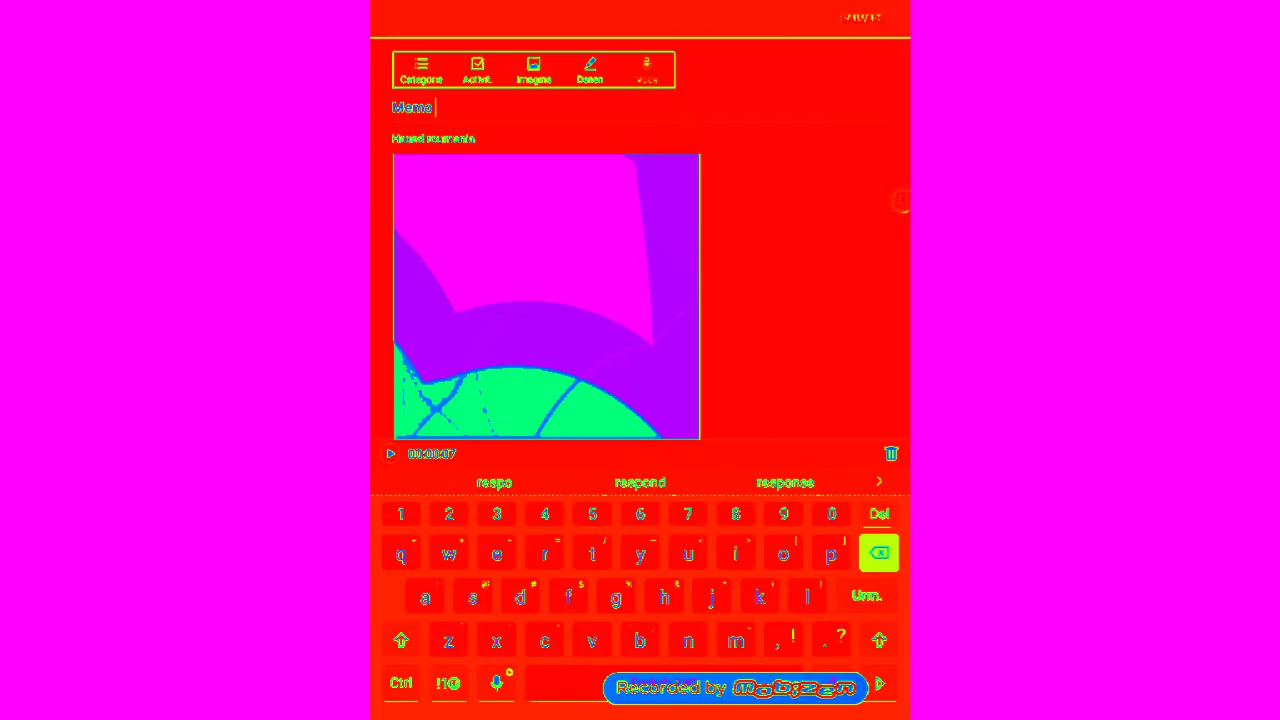 Categorie Activit. Imagine Desen Voce
Memo
00:00:07
respo respond response
1 2 3 4 5 6 7 8 9 0 Del
q w e r t y u i o p
a s d f g h j k l Urm.
z x c v b n m , ! . ?
Ctrl !1@
Recorded by mobizen